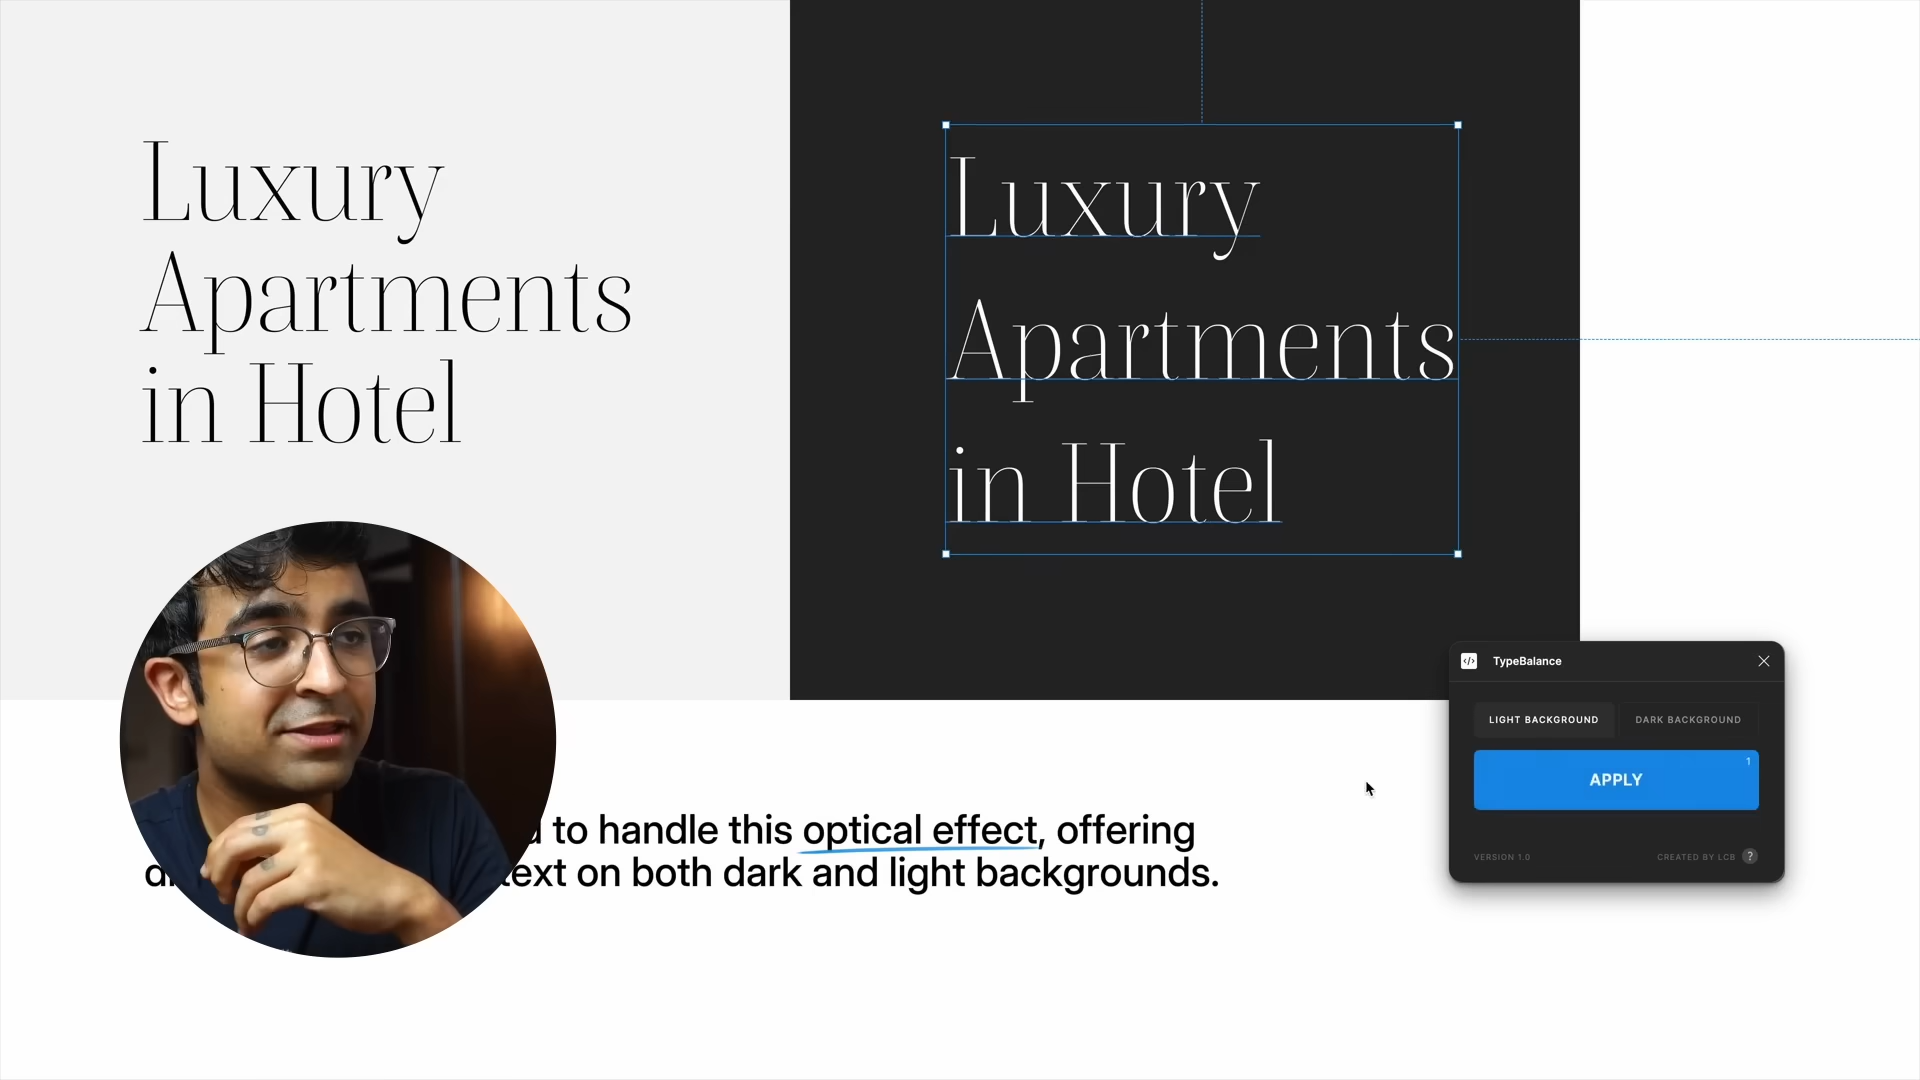 Luxury
Apartments
in Hotel
Luxury
Apartments
in Hotel
TypeBalance
LIGHT BACKGROUND
DARK BACKGROUND
1
APPLY
VERSION 1.0
CREATED BY LCB ?
to handle this optical effect, offering
text on both dark and light backgrounds.